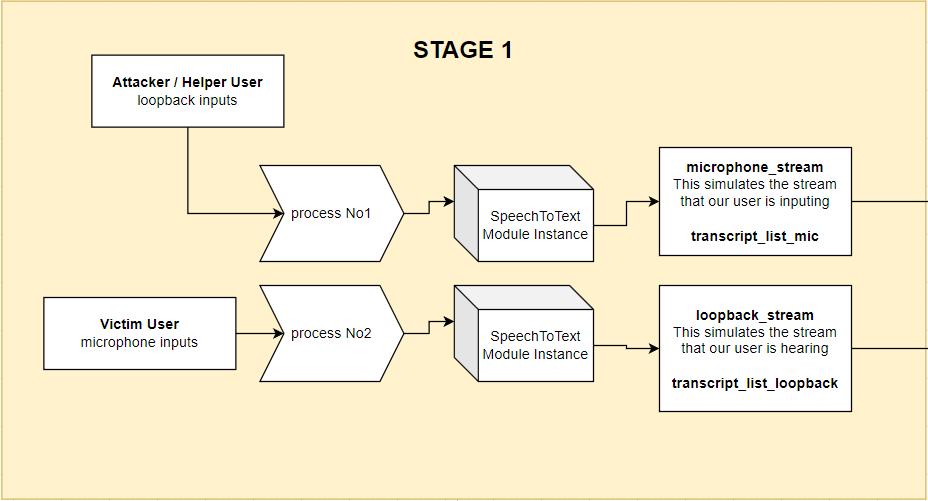 STAGE 1
Attacker / Helper User
loopback inputs
process No1
SpeechToText
Module Instance
microphone_stream
This simulates the stream
that our user is inputing
transcript_list_mic
Victim User
microphone inputs
process No2
SpeechToText
Module Instance
loopback_stream
This simulates the stream
that our user is hearing
transcript_list_loopback